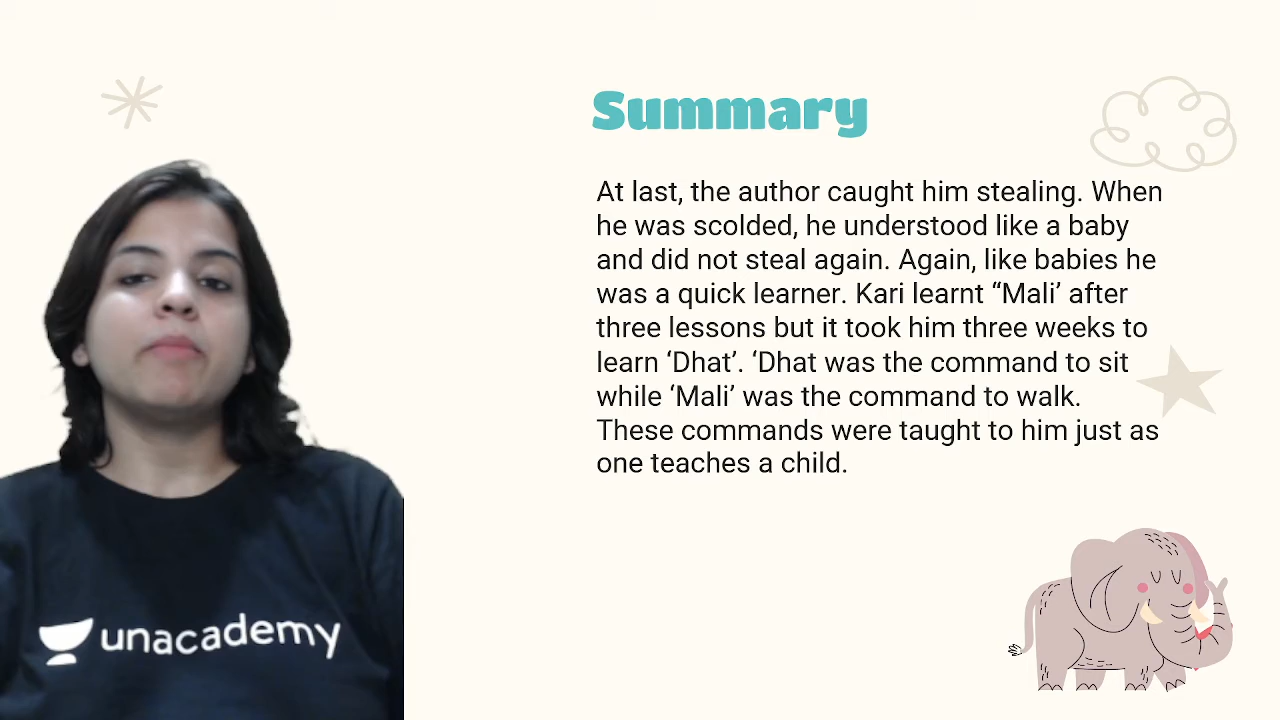 Summary
At last, the author caught him stealing. When
he was scolded, he understood like a baby
and did not steal again. Again, like babies he
was a quick learner. Kari learnt “Mali’ after
three lessons but it took him three weeks to
learn ‘Dhat’. ‘Dhat was the command to sit
while ‘Mali’ was the command to walk.
These commands were taught to him just as
one teaches a child.
unacademy